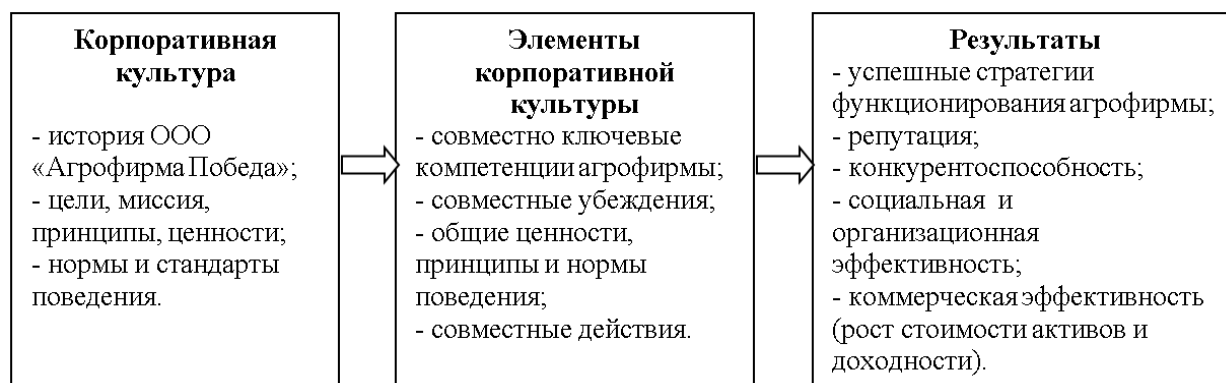 Корпоративная
культура
- история ООО
«Агрофирма Победа»;
- цели, миссия,
принципы, ценности;
- нормы и стандарты
поведения.
Элементы
корпоративной
культуры
- совместно ключевые
компетенции агрофирмы;
- совместные убеждения;
- общие ценности,
принципы и нормы
поведения;
- совместные действия.
Результаты
- успешные стратегии
функционирования агрофирмы;
- репутация;
- конкурентоспособность;
- социальная и
организационная
эффективность;
- коммерческая эффективность
(рост стоимости активов и
доходности).